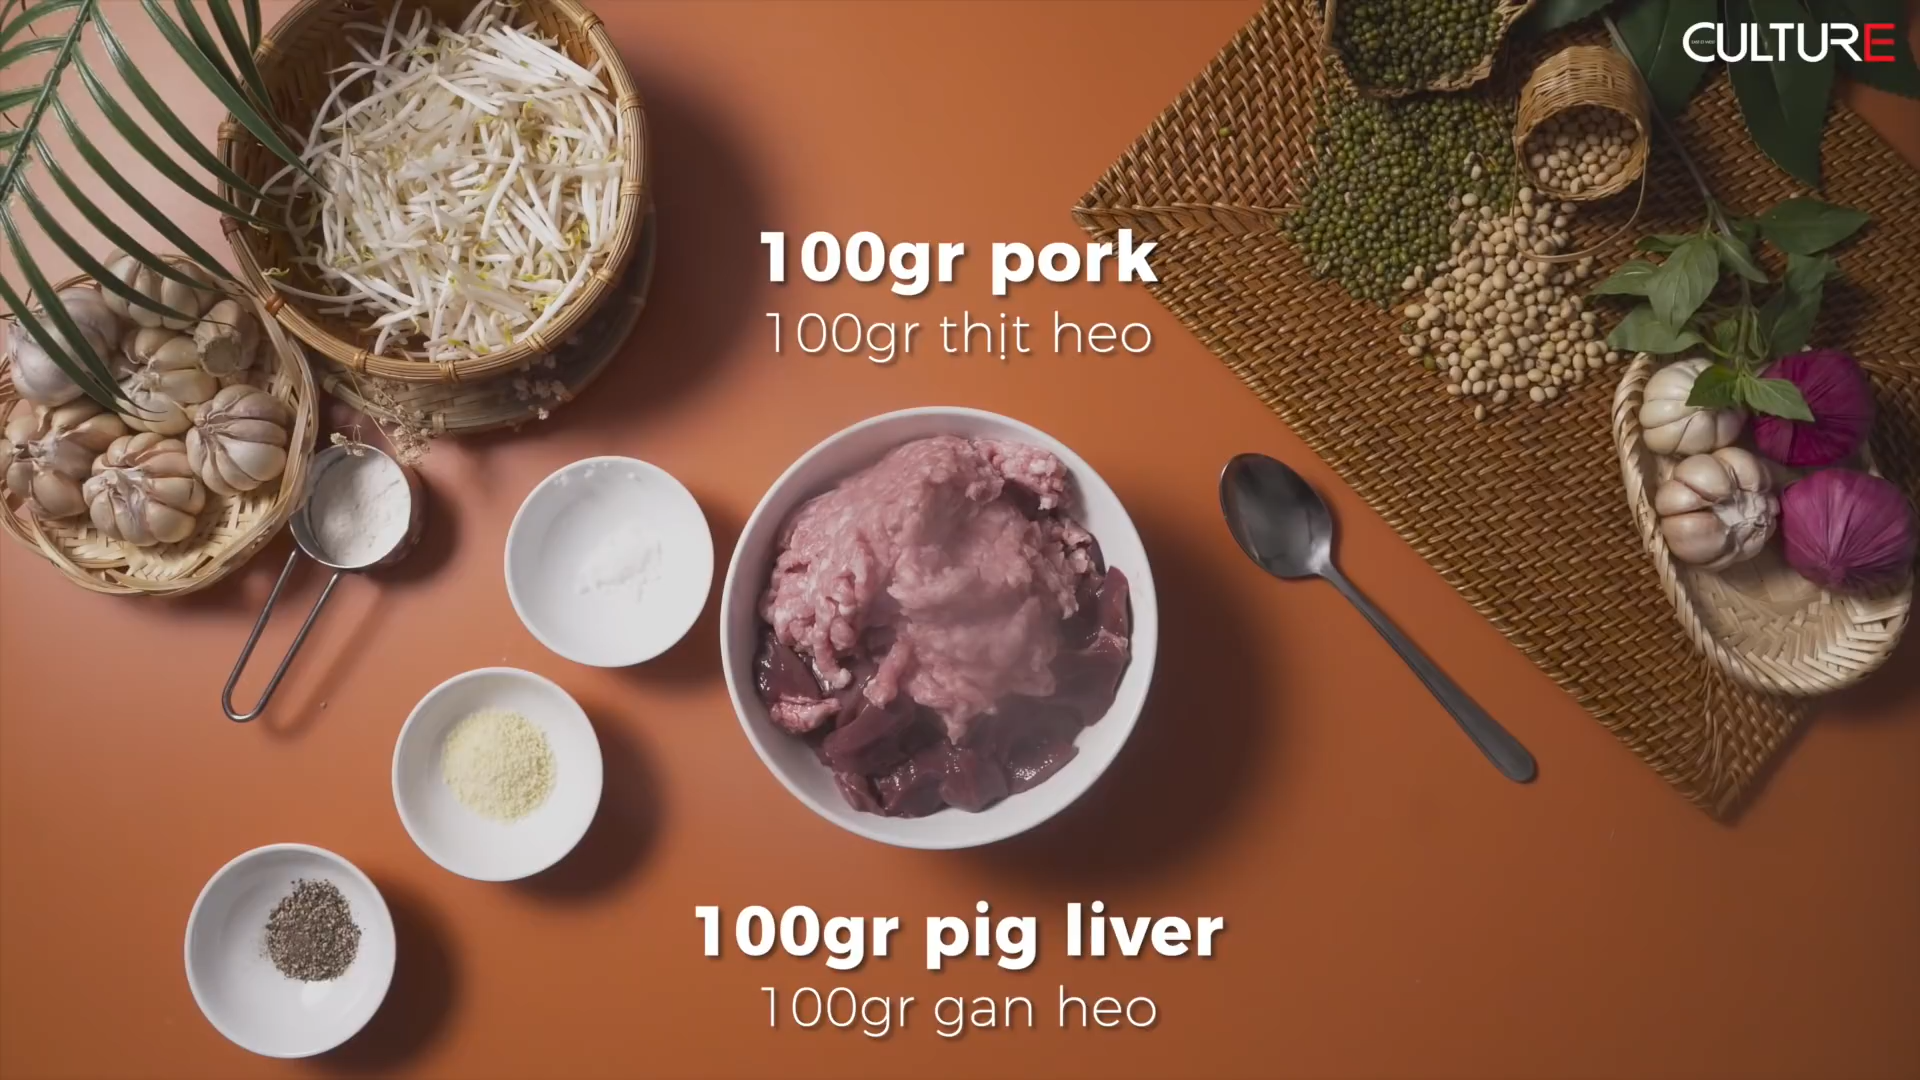 CULTURE
100gr pork
100gr thịt heo
100gr pig liver
100gr gan heo